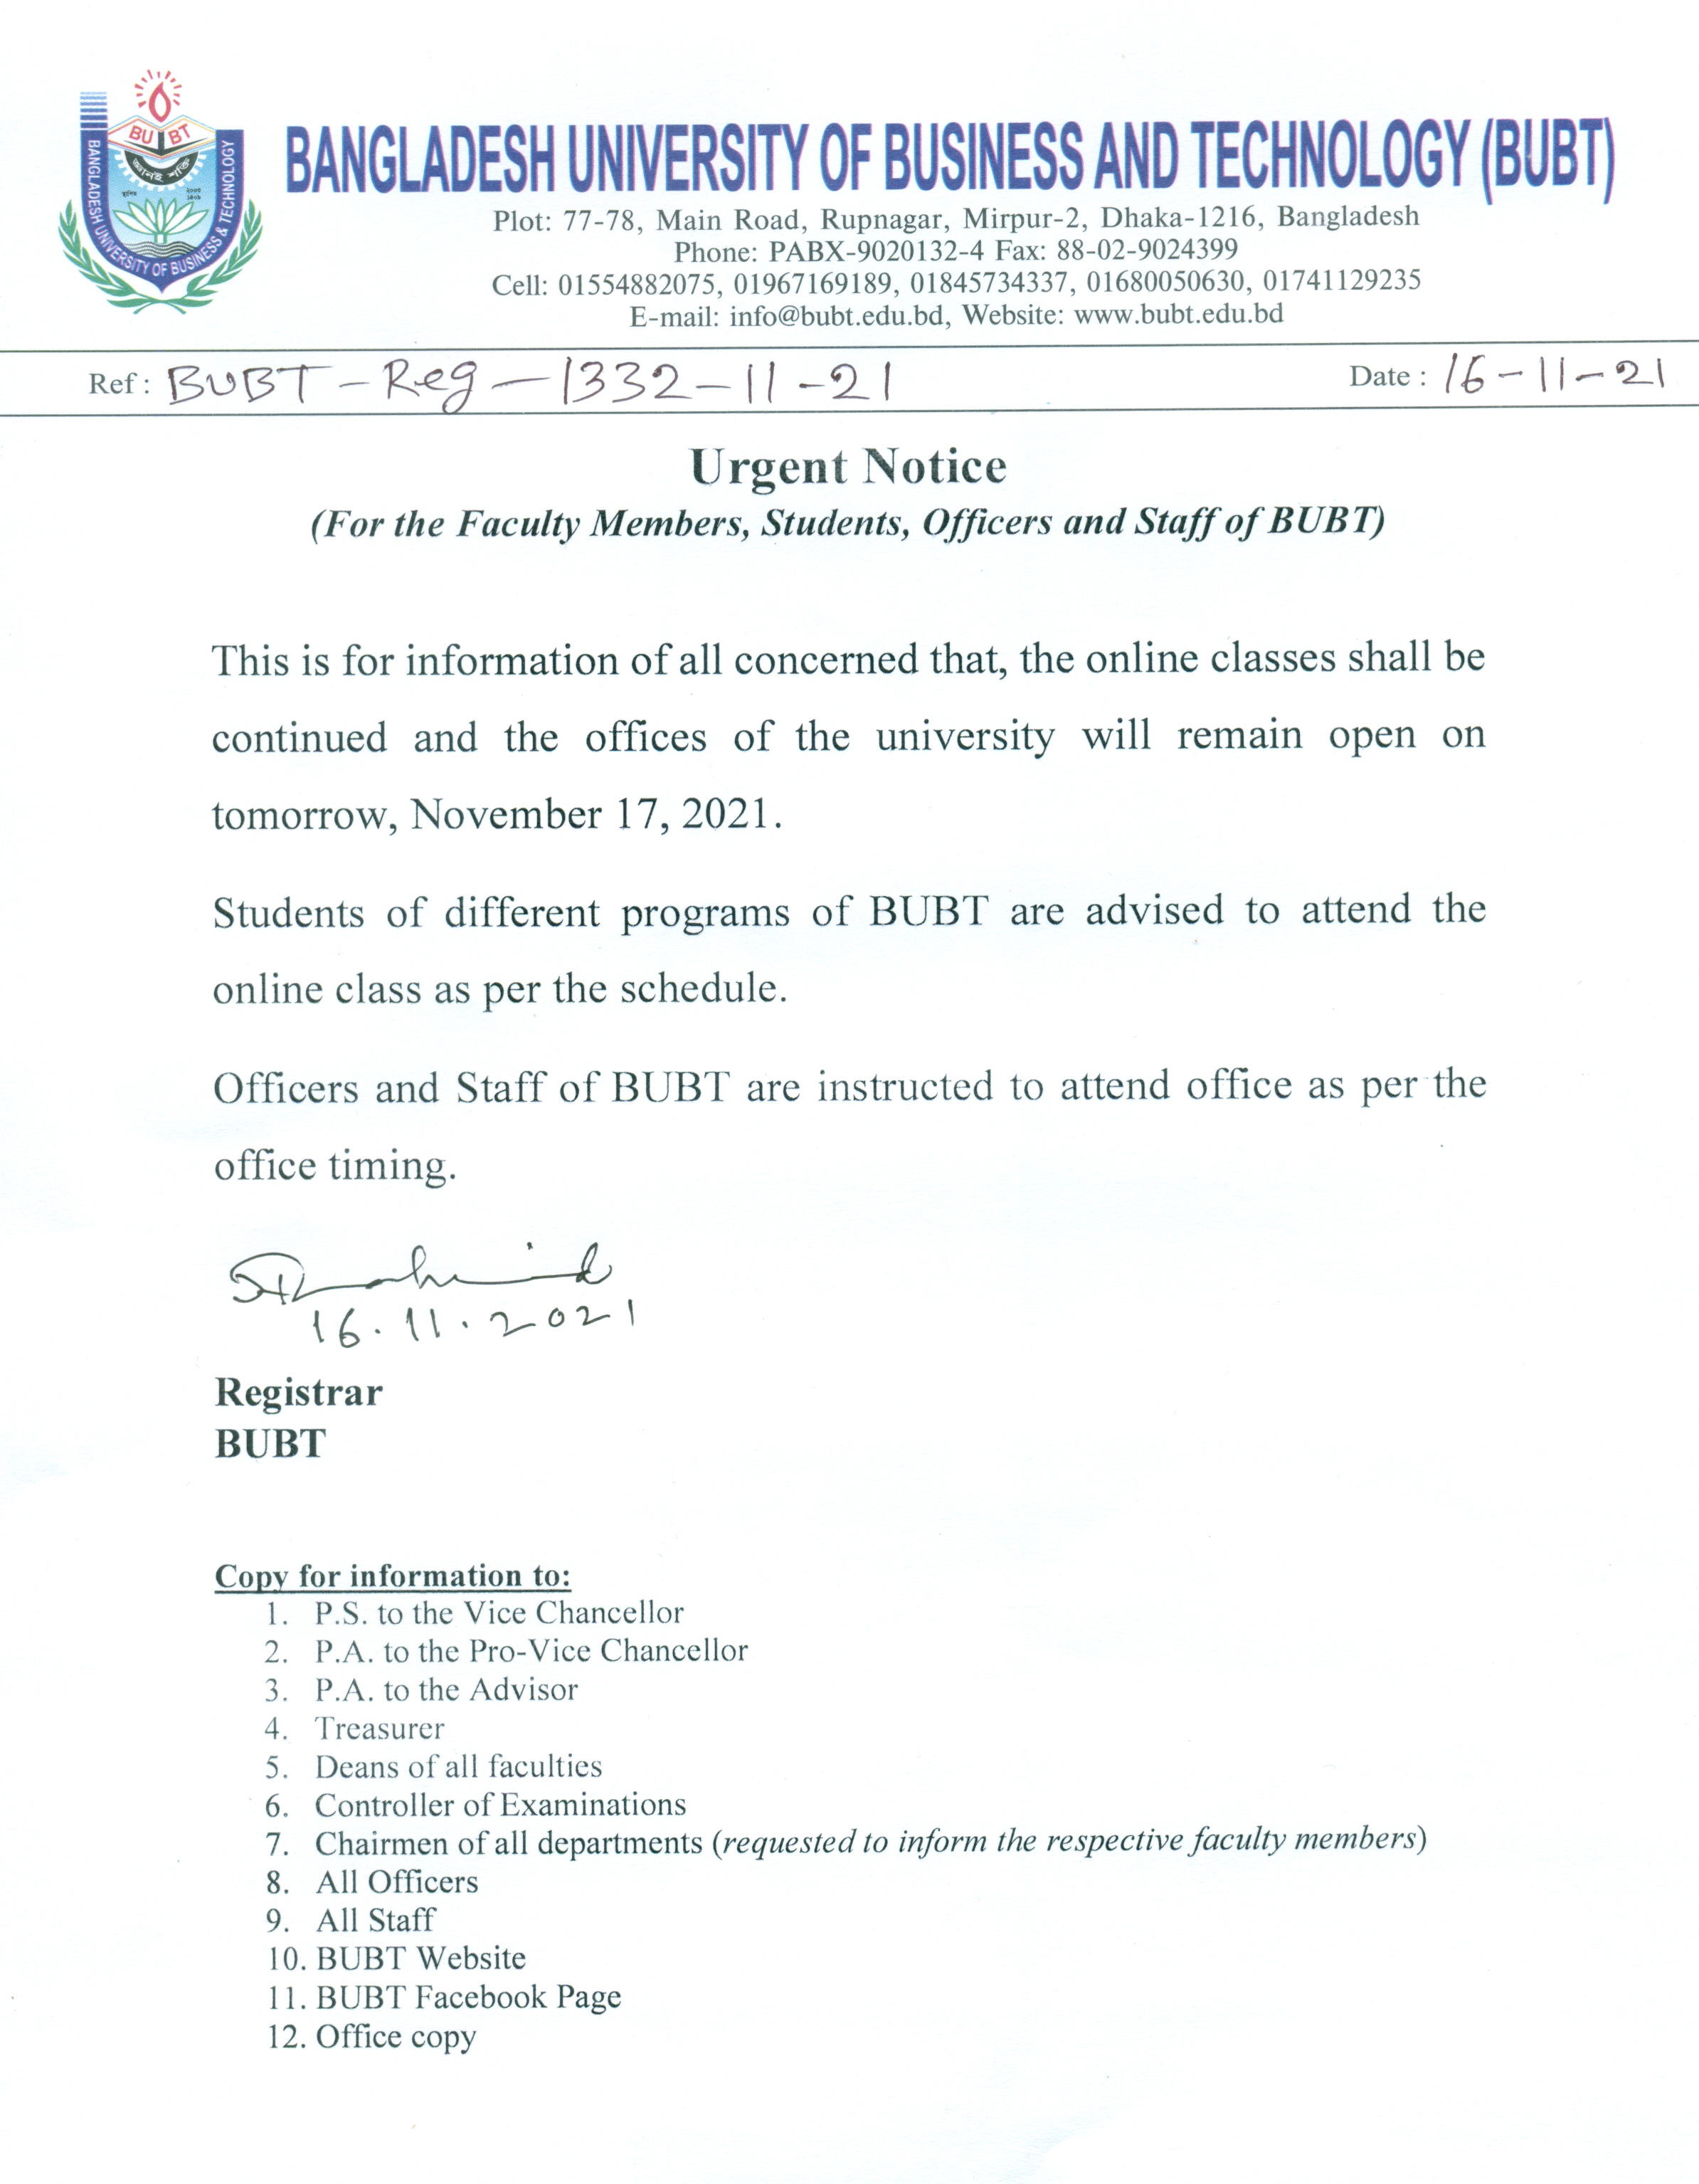 BU BT
জ্ঞানই শক্তি
BANGLADESH UNIVERSITY OF BUSINESS & TECHNOLOGY
BANGLADESH UNIVERSITY OF BUSINESS AND TECHNOLOGY (BUBT)
Plot: 77-78, Main Road, Rupnagar, Mirpur-2, Dhaka-1216, Bangladesh
Phone: PABX-9020132-4 Fax: 88-02-9024399
Cell: 01554882075, 01967169189, 01845734337, 01680050630, 01741129235
E-mail: info@bubt.edu.bd, Website: www.bubt.edu.bd
Ref : BUBT-Reg-1332-11-21 Date : 16-11-21
Urgent Notice
(For the Faculty Members, Students, Officers and Staff of BUBT)
This is for information of all concerned that, the online classes shall be
continued and the offices of the university will remain open on
tomorrow, November 17, 2021.
Students of different programs of BUBT are advised to attend the
online class as per the schedule.
Officers and Staff of BUBT are instructed to attend office as per the
office timing.
16.11.2021
Registrar
BUBT
Copy for information to:
1. P.S. to the Vice Chancellor
2. P.A. to the Pro-Vice Chancellor
3. P.A. to the Advisor
4. Treasurer
5. Deans of all faculties
6. Controller of Examinations
7. Chairmen of all departments (requested to inform the respective faculty members)
8. All Officers
9. All Staff
10. BUBT Website
11. BUBT Facebook Page
12. Office copy